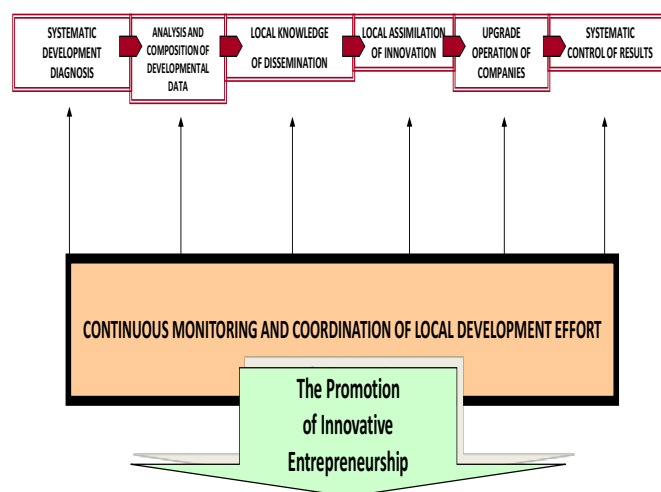 SYSTEMATIC
DEVELOPMENT
DIAGNOSIS
ANALYSIS AND
COMPOSITION OF
DEVELOPMENTAL
DATA
LOCAL KNOWLEDGE
OF DISSEMINATION
LOCAL ASSIMILATION
OF INNOVATION
UPGRADE
OPERATION OF
COMPANIES
SYSTEMATIC
CONTROL OF RESULTS
CONTINUOUS MONITORING AND COORDINATION OF LOCAL DEVELOPMENT EFFORT
The Promotion
of Innovative
Entrepreneurship